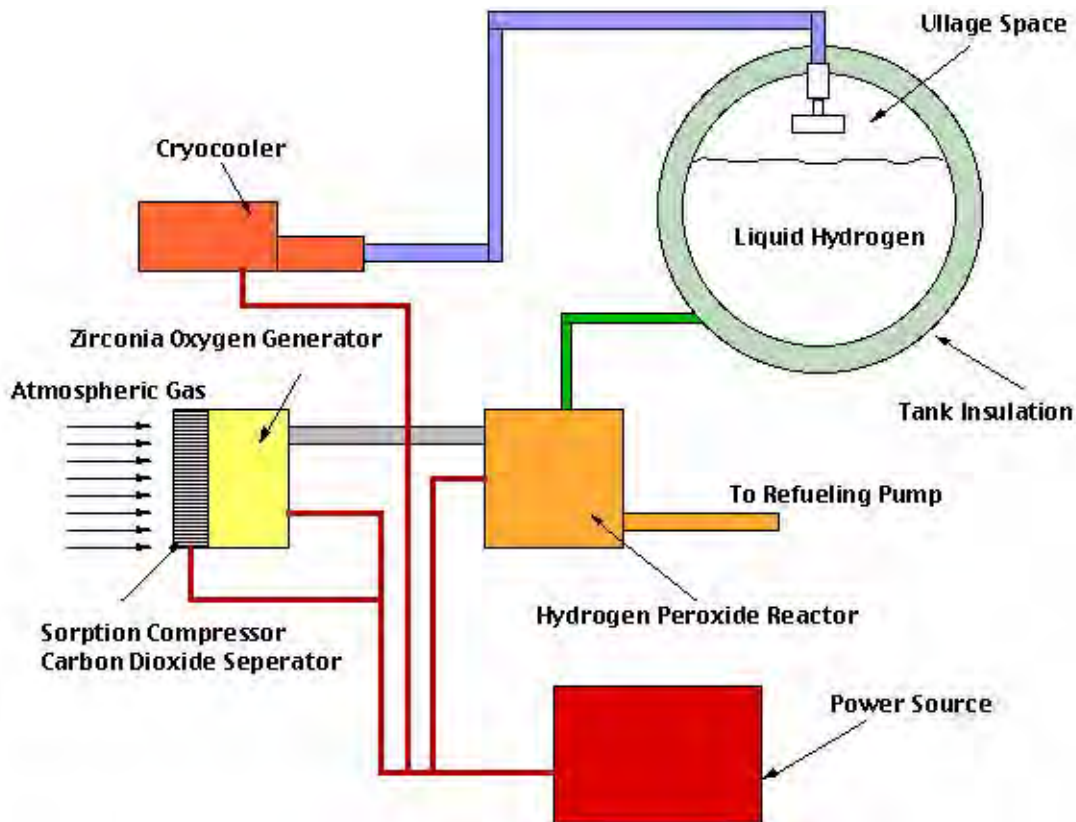 Ullage Space
Cryocooler
Liquid Hydrogen
Zirconia Oxygen Generator
Atmospheric Gas
Tank Insulation
To Refueling Pump
Hydrogen Peroxide Reactor
Sorption Compressor
Carbon Dioxide Seperator
Power Source